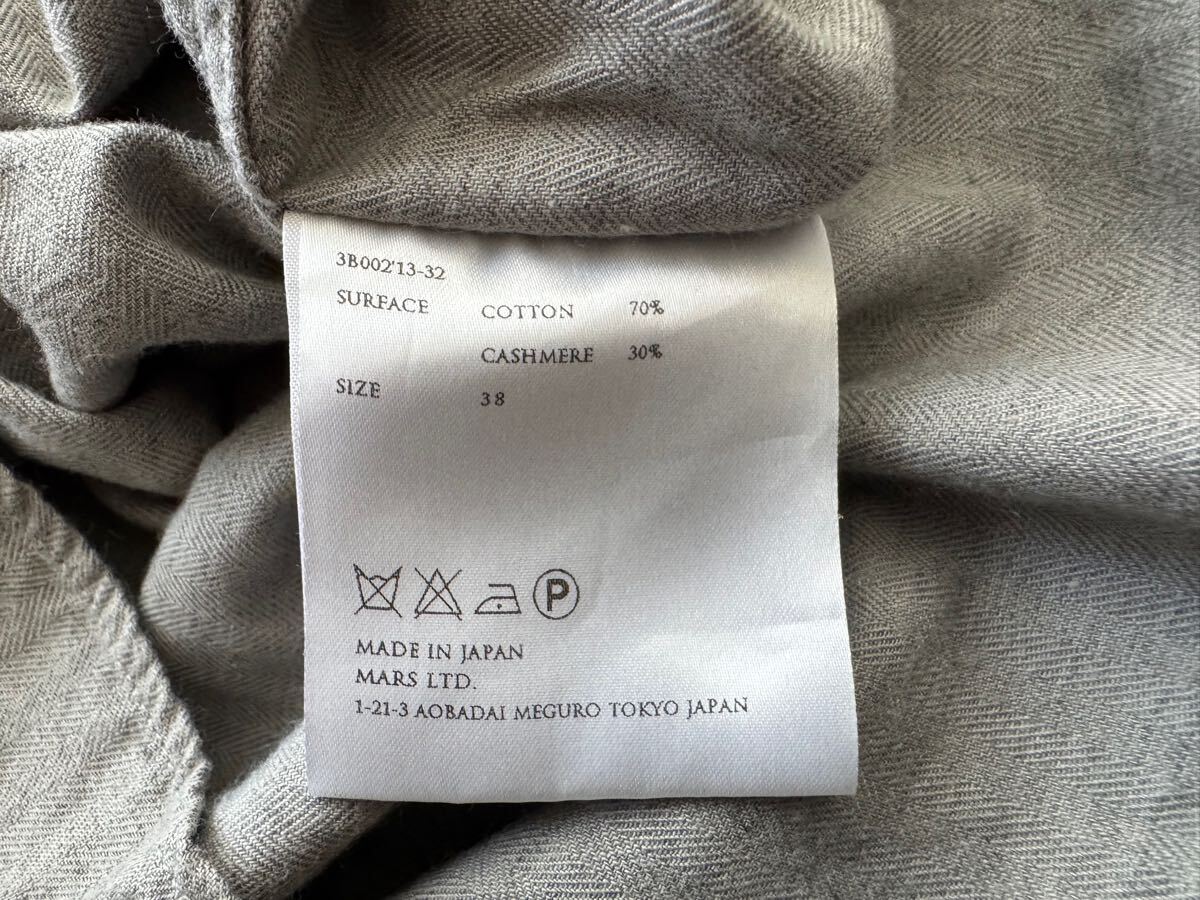 3B002'13-32
SURFACE COTTON 70%
CASHMERE 30%
SIZE 38
P
MADE IN JAPAN
MARS LTD.
1-21-3 AOBADAI MEGURO TOKYO JAPAN